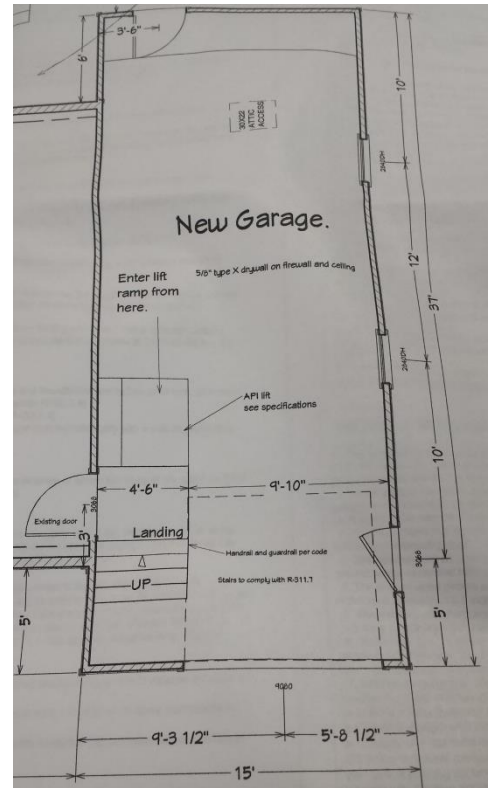 3'-6"
6'
10'
30X22
ATTIC
ACCESS
New Garage.
5/8" type X drywall on firewall and ceiling
12'
37'
Enter lift
ramp from
here.
API lift
see specifications
10'
4'-6"
9'-10"
Existing door
3068
3'
Landing
Handrail and guardrail per code
UP
Stairs to comply with R-311.7
3068
5'
5'
9080
9'-3 1/2"
5'-8 1/2"
15'